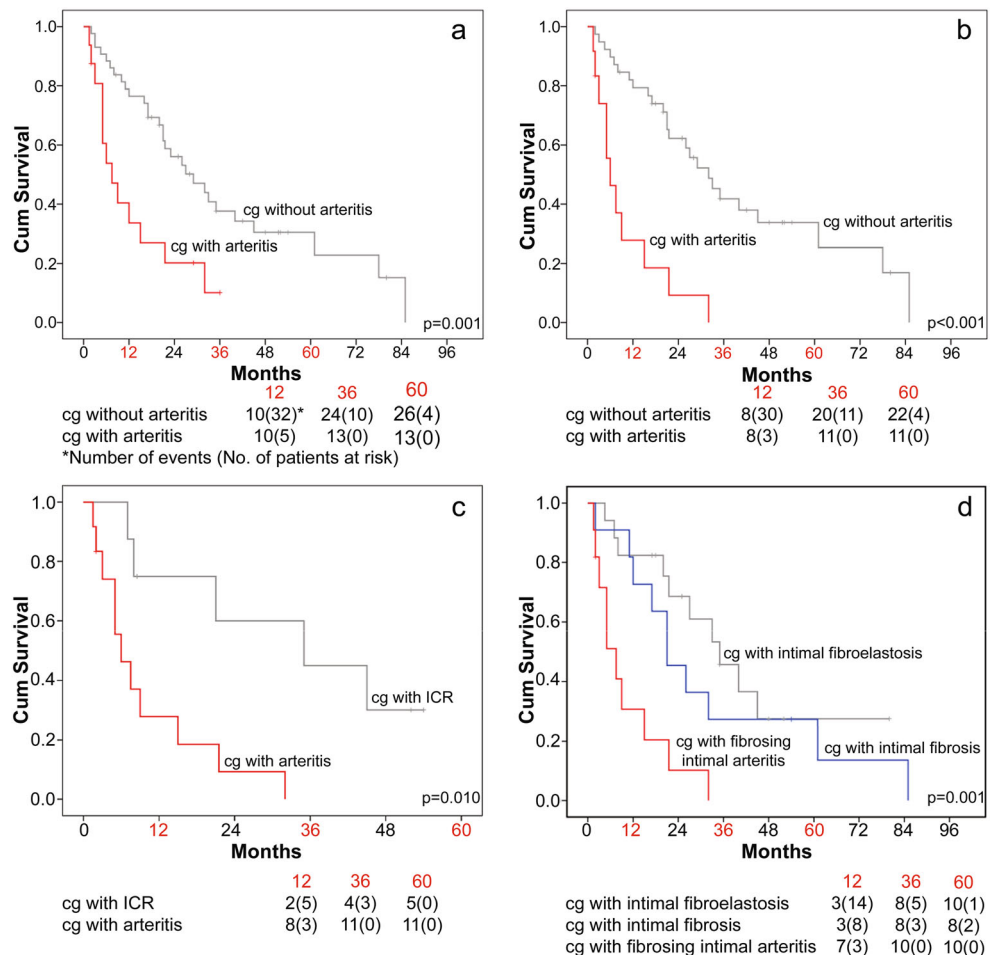 a
1.0
0.8
0.6
0.4
0.2
0.0
Cum Survival
cg without arteritis
cg with arteritis
p=0.001
0 12 24 36 48 60 72 84 96
Months
12 36 60
cg without arteritis 10(32)* 24(10) 26(4)
cg with arteritis 10(5) 13(0) 13(0)
*Number of events (No. of patients at risk)
b
1.0
0.8
0.6
0.4
0.2
0.0
Cum Survival
cg without arteritis
cg with arteritis
p<0.001
0 12 24 36 48 60 72 84 96
Months
12 36 60
cg without arteritis 8(30) 20(11) 22(4)
cg with arteritis 8(3) 11(0) 11(0)
c
1.0
0.8
0.6
0.4
0.2
0.0
Cum Survival
cg with ICR
cg with arteritis
p=0.010
0 12 24 36 48 60
Months
12 36 60
cg with ICR 2(5) 4(3) 5(0)
cg with arteritis 8(3) 11(0) 11(0)
d
1.0
0.8
0.6
0.4
0.2
0.0
Cum Survival
cg with intimal fibroelastosis
cg with fibrosing
intimal arteritis
cg with intimal fibrosis
p=0.001
0 12 24 36 48 60 72 84 96
Months
12 36 60
cg with intimal fibroelastosis 3(14) 8(5) 10(1)
cg with intimal fibrosis 3(8) 8(3) 8(2)
cg with fibrosing intimal arteritis 7(3) 10(0) 10(0)